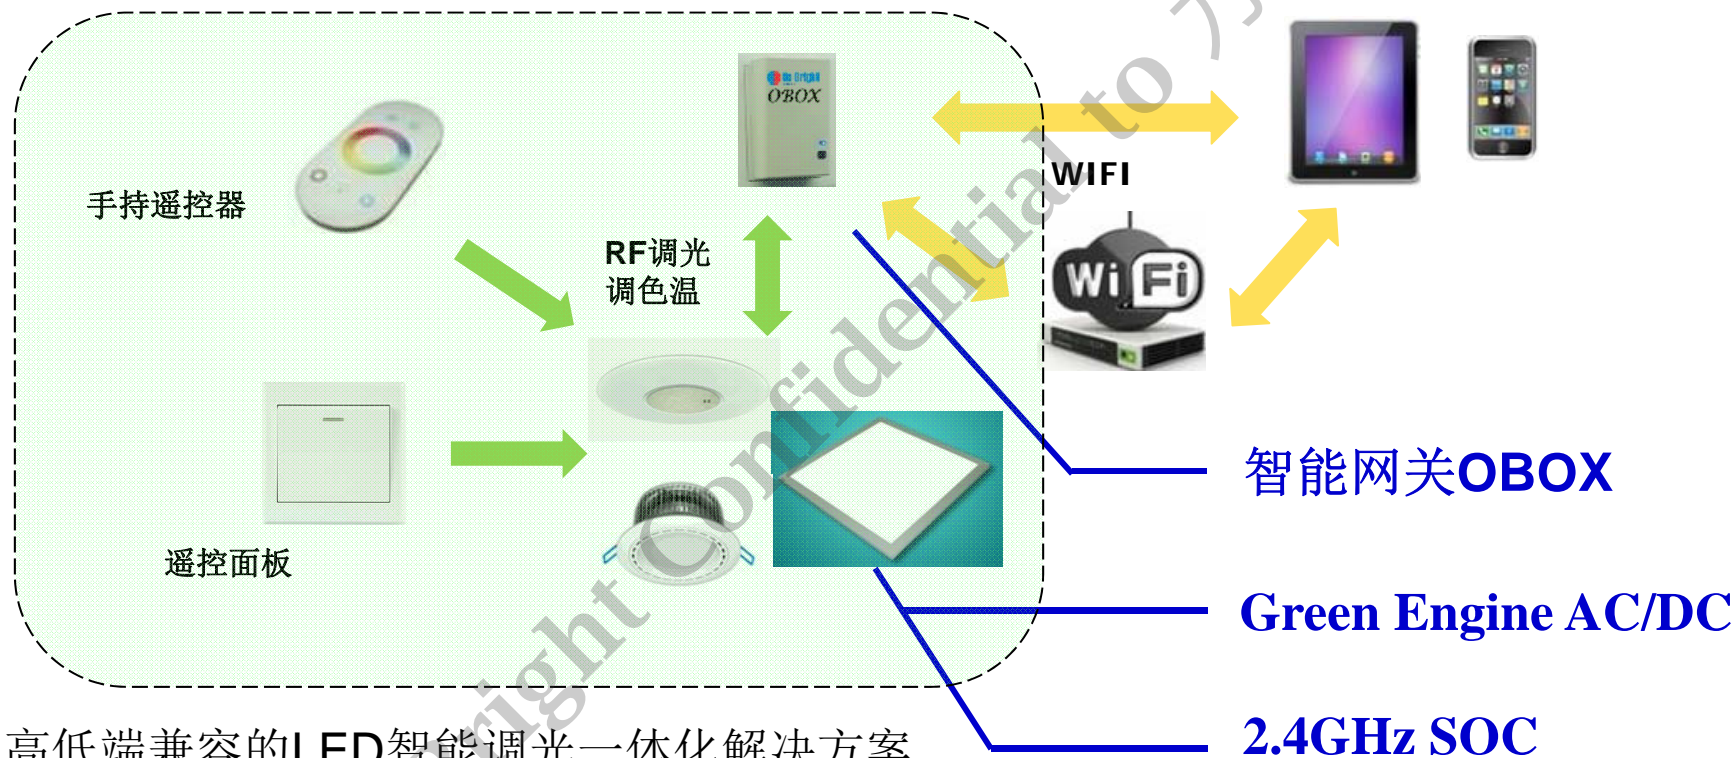 On Bright
OBOX
WIFI
手持遥控器
RF调光
调色温
Wi Fi
智能网关OBOX
遥控面板
Green Engine AC/DC
2.4GHz SOC
高低端兼容的LED智能调光一体化解决方案
right Confidential to